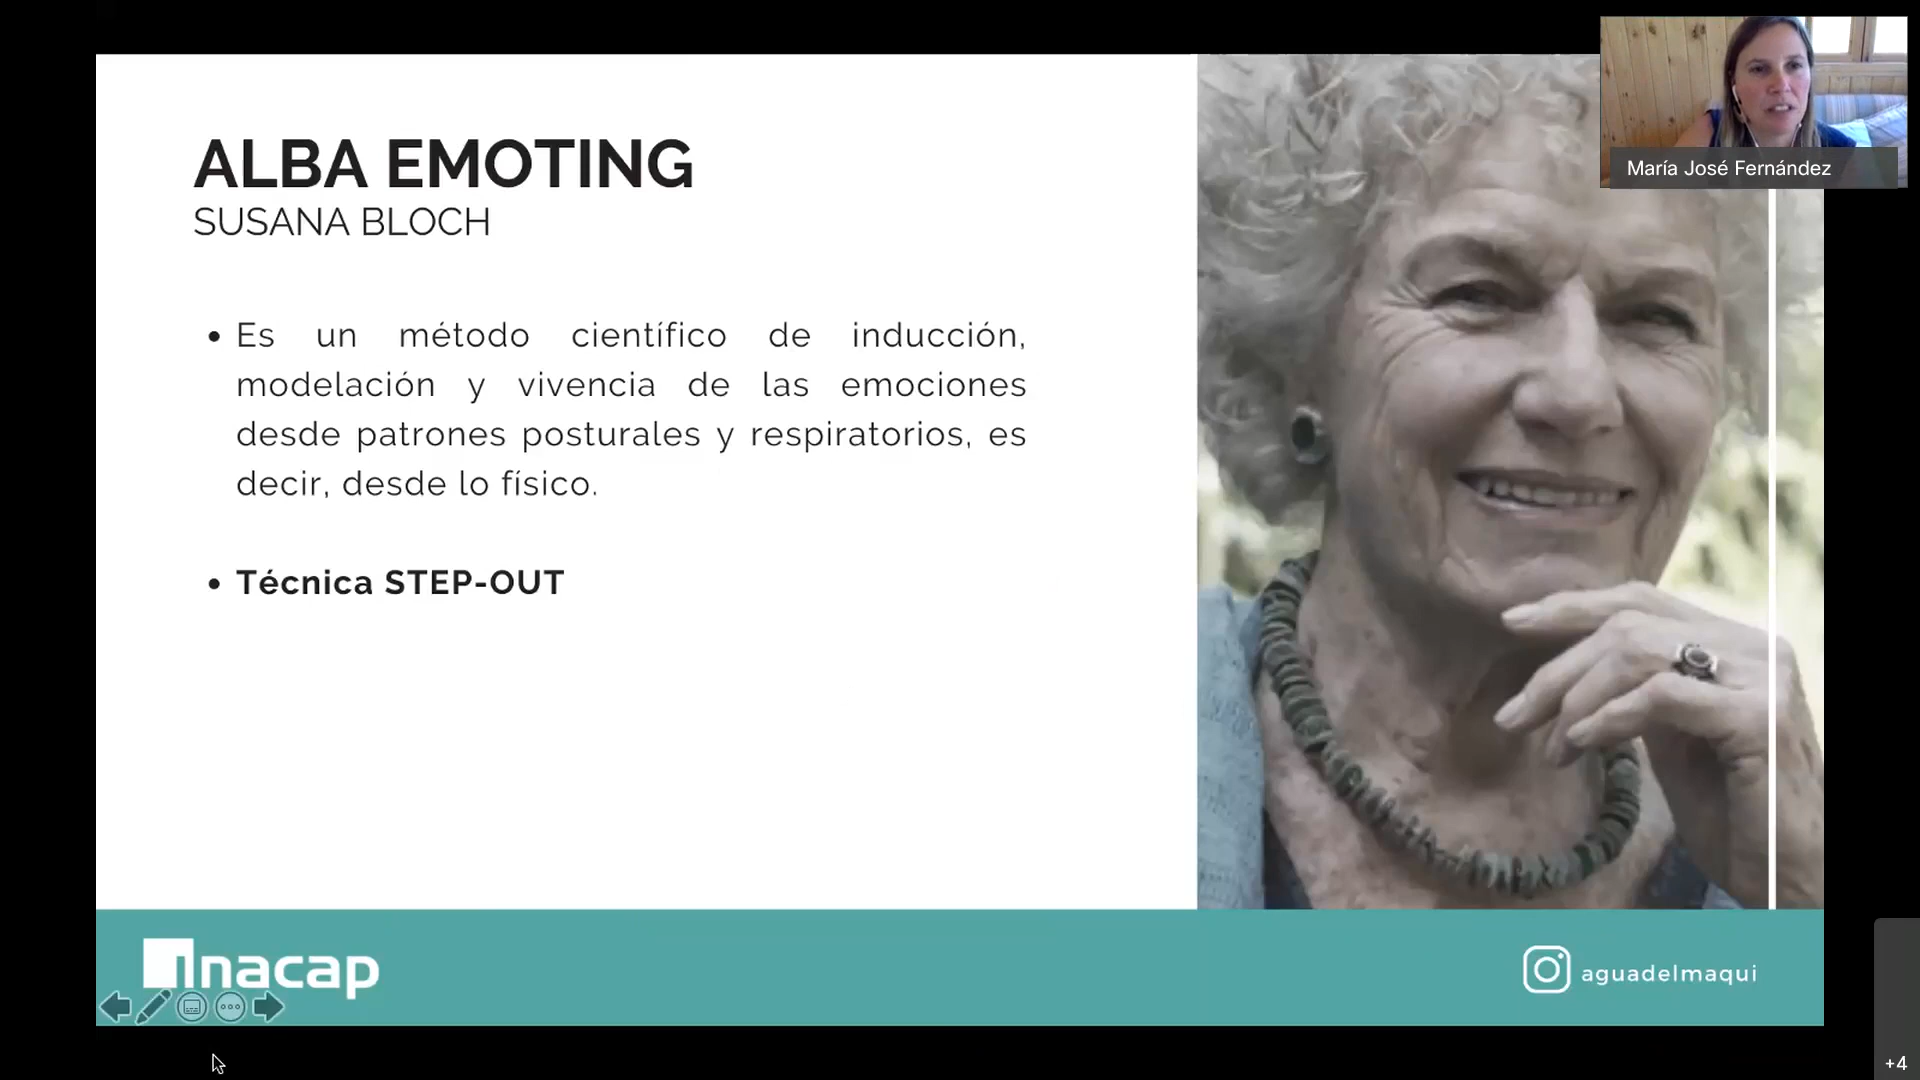 María José Fernández
ALBA EMOTING
SUSANA BLOCH
• Es un método científico de inducción,
modelación y vivencia de las emociones
desde patrones posturales y respiratorios, es
decir, desde lo físico.
• Técnica STEP-OUT
Inacap
aguadelmaqui
+4